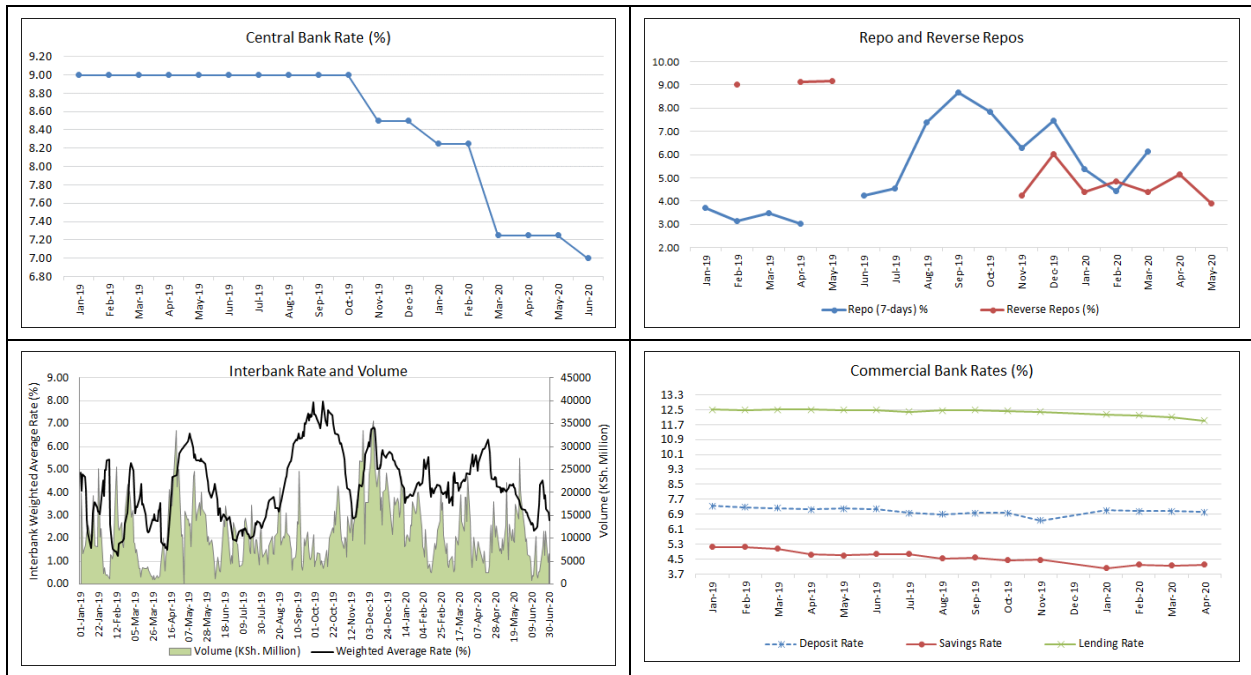 Central Bank Rate (%)
9.20
9.00
8.80
8.60
8.40
8.20
8.00
7.80
7.60
7.40
7.20
7.00
6.80
Jan-19
Feb-19
Mar-19
Apr-19
May-19
Jun-19
Jul-19
Aug-19
Sep-19
Oct-19
Nov-19
Dec-19
Jan-20
Feb-20
Mar-20
Apr-20
May-20
Jun-20
Repo and Reverse Repos
10.00
9.00
8.00
7.00
6.00
5.00
4.00
3.00
2.00
Jan-19
Feb-19
Mar-19
Apr-19
May-19
Jun-19
Jul-19
Aug-19
Sep-19
Oct-19
Nov-19
Dec-19
Jan-20
Feb-20
Mar-20
Apr-20
May-20
Repo (7-days) %
Reverse Repos (%)
Interbank Rate and Volume
Interbank Weighted Average Rate (%)
9.00
8.00
7.00
6.00
5.00
4.00
3.00
2.00
1.00
0.00
45000
40000
35000
30000
25000
20000
15000
10000
5000
0
Volume (KSh. Million)
01-Jan-19
22-Jan-19
12-Feb-19
05-Mar-19
26-Mar-19
16-Apr-19
07-May-19
28-May-19
18-Jun-19
09-Jul-19
30-Jul-19
20-Aug-19
10-Sep-19
01-Oct-19
22-Oct-19
12-Nov-19
03-Dec-19
24-Dec-19
14-Jan-20
04-Feb-20
25-Feb-20
17-Mar-20
07-Apr-20
28-Apr-20
19-May-20
09-Jun-20
30-Jun-20
Volume (KSh. Million)
Weighted Average Rate (%)
Commercial Bank Rates (%)
13.3
12.5
11.7
10.9
10.1
9.3
8.5
7.7
6.9
6.1
5.3
4.5
3.7
Jan-19
Feb-19
Mar-19
Apr-19
May-19
Jun-19
Jul-19
Aug-19
Sep-19
Oct-19
Nov-19
Dec-19
Jan-20
Feb-20
Mar-20
Apr-20
Deposit Rate
Savings Rate
Lending Rate